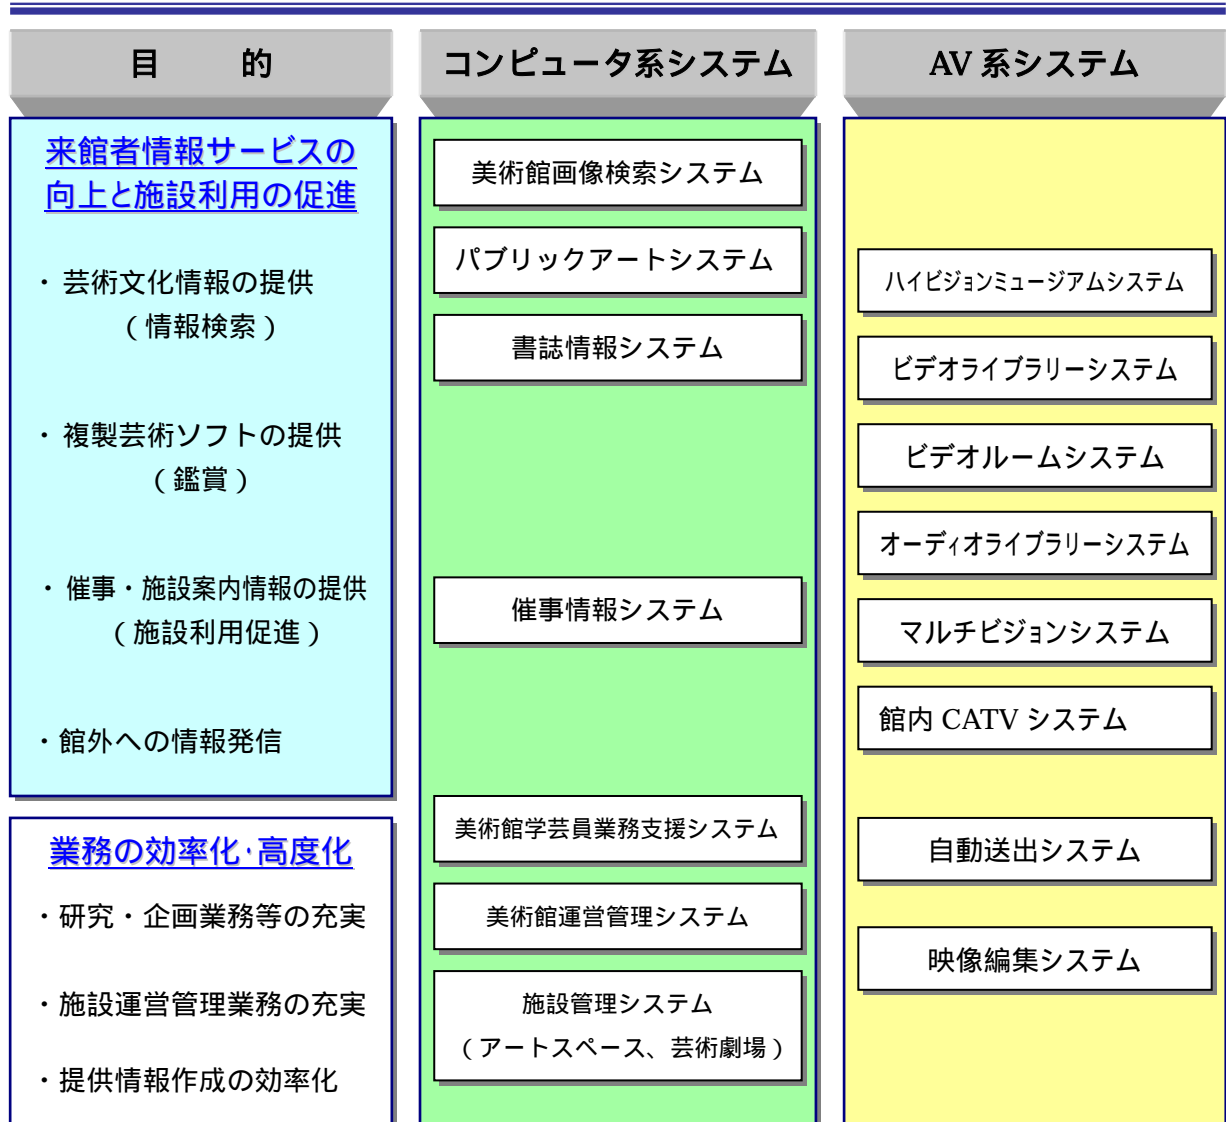 目　的
来館者情報サービスの
向上と施設利用の促進
・芸術文化情報の提供
（情報検索）
・複製芸術ソフトの提供
（鑑賞）
・催事・施設案内情報の提供
（施設利用促進）
・館外への情報発信
業務の効率化・高度化
・研究・企画業務等の充実
・施設運営管理業務の充実
・提供情報作成の効率化
コンピュータ系システム
美術館画像検索システム
パブリックアートシステム
書誌情報システム
催事情報システム
美術館学芸員業務支援システム
美術館運営管理システム
施設管理システム
（アートスペース、芸術劇場）
AV 系システム
ハイビジョンミュージアムシステム
ビデオライブラリーシステム
ビデオルームシステム
オーディオライブラリーシステム
マルチビジョンシステム
館内 CATV システム
自動送出システム
映像編集システム